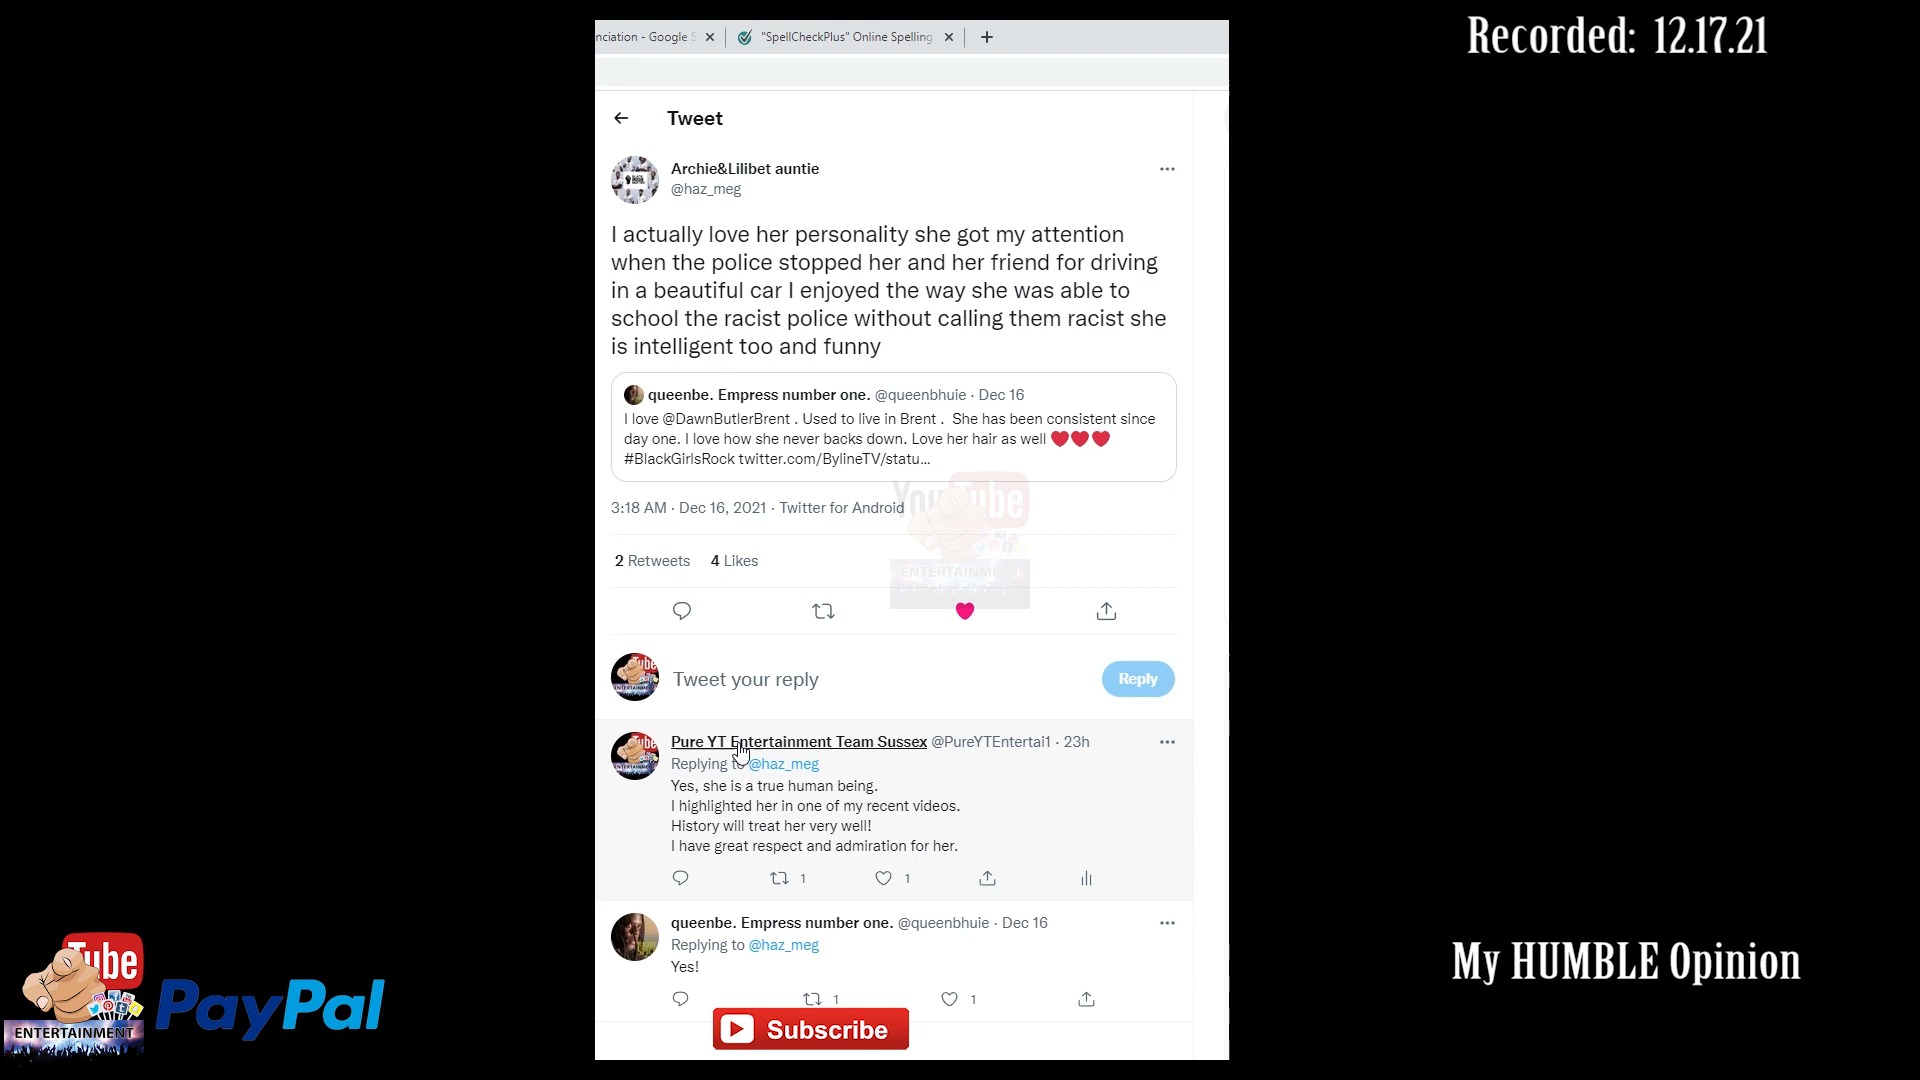 Recorded: 12.17.21
nciation - Google S
"SpellCheckPlus" Online Spelling
Tweet
Archie&Lilibet auntie
@haz_meg
I actually love her personality she got my attention
when the police stopped her and her friend for driving
in a beautiful car I enjoyed the way she was able to
school the racist police without calling them racist she
is intelligent too and funny
queenbe. Empress number one. @queenbhuie · Dec 16
I love @DawnButlerBrent . Used to live in Brent . She has been consistent since
day one. I love how she never backs down. Love her hair as well ❤❤❤
#BlackGirlsRock twitter.com/BylineTV/statu...
YouTube
ENTERTAINMENT
3:18 AM · Dec 16, 2021 · Twitter for Android
2 Retweets 4 Likes
Tweet your reply
Reply
Pure YT Entertainment Team Sussex @PureYTEntertai1 · 23h
Replying to @haz_meg
Yes, she is a true human being.
I highlighted her in one of my recent videos.
History will treat her very well!
I have great respect and admiration for her.
1 1
queenbe. Empress number one. @queenbhuie · Dec 16
Replying to @haz_meg
Yes!
1 1
Subscribe
Tube
ENTERTAINMENT
PayPal
My HUMBLE Opinion